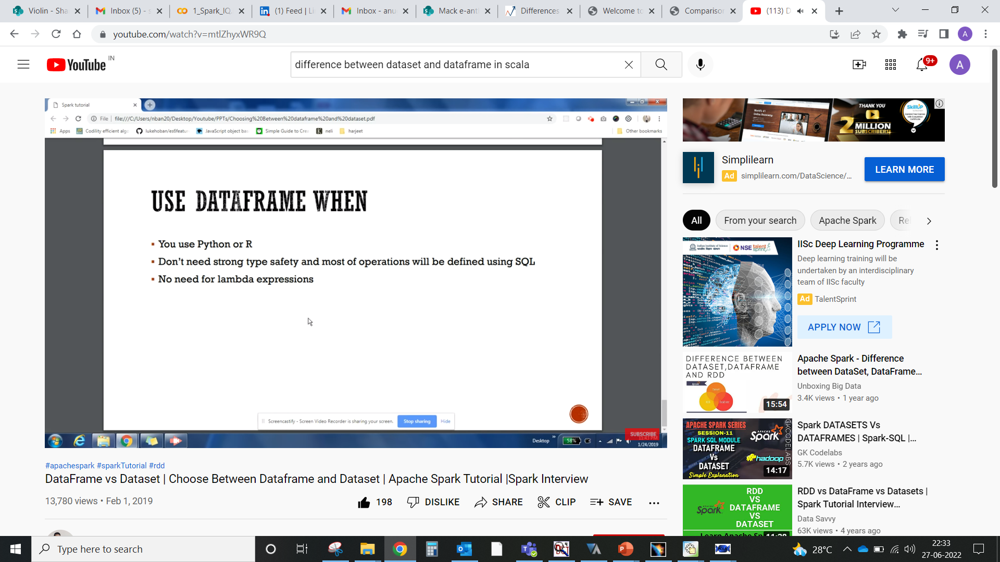 Violin - Sha
Inbox (5) - s
1_Spark_IQ.
(1) Feed | Li
Inbox - anu
Mack e-ant
Differences
Welcome to
Comparison
(113) D
youtube.com/watch?v=mtlZhyxWR9Q
A
YouTube IN
difference between dataset and dataframe in scala
9+
A
Spark tutorial
File | file:///C:/Users/nban20/Desktop/Youtube/PPTs/Choosing%20Between%20dataframe%20and%20dataset.pdf
Apps
Codility efficient algo
lukehoban/es6featur
JavaScript object ba
Simple Guide to Crea
neli
harjeet
Other bookmarks
USE DATAFRAME WHEN
▪ You use Python or R
▪ Don't need strong type safety and most of operations will be defined using SQL
▪ No need for lambda expressions
Screencastify - Screen Video Recorder is sharing your screen.
Stop sharing
Hide
Desktop
58%
SUBSCRIBE
1/24/2019
#apachespark #sparkTutorial #rdd
DataFrame vs Dataset | Choose Between Dataframe and Dataset | Apache Spark Tutorial |Spark Interview
13,780 views • Feb 1, 2019
198
DISLIKE
SHARE
CLIP
SAVE
World's #1
Online Bootcamp
THANK YOU
2 MILLION
SUBSCRIBERS!
SkillUP
Simplilearn
Ad simplilearn.com/DataScience/...
LEARN MORE
All
From your search
Apache Spark
Rel
Indian Institute of Science
NSE talent
sprint
IISc Deep Learning Programme
Deep learning training will be
undertaken by an interdisciplinary
team of IISc faculty
Ad TalentSprint
APPLY NOW
DIFFERENCE BETWEEN
DATASET,DATAFRAME
AND RDD
15:54
Apache Spark - Difference
between DataSet, DataFrame...
Unboxing Big Data
3.4K views • 1 year ago
APACHE SPARK SERIES
SESSION-11
SPARK SQL MODULE
DATAFRAME
Vs
DATASET
Simple Explanation
APACHE
Spark
hadoop
GKCODELABS
14:17
Spark DATASETS Vs
DATAFRAMES | Spark-SQL |...
GK Codelabs
5.7K views • 2 years ago
RDD
VS
DATAFRAME
VS
DATASET
Spark
RDD vs DataFrame vs Datasets |
Spark Tutorial Interview...
Data Savvy
63K views • 4 years ago
Type here to search
28°C
22:33
27-06-2022